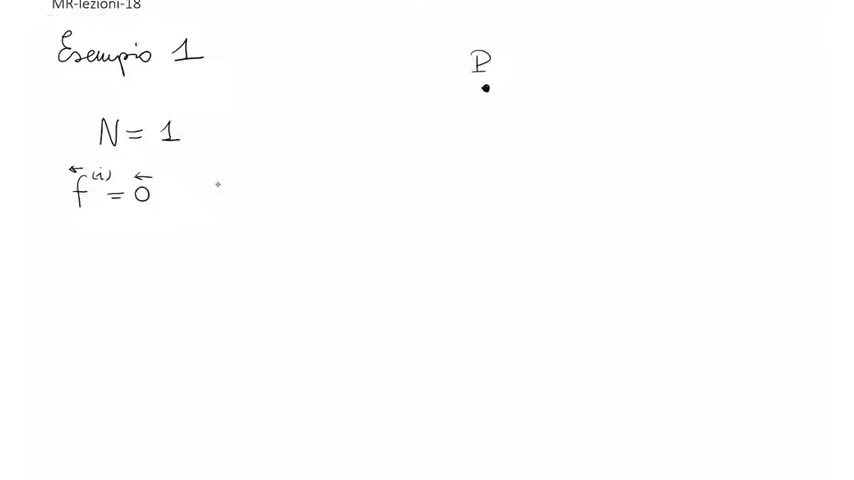 MR-lezioni-18
Esempio 1
P
N = 1
f⃖⁽ⁱ⁾ = 0⃖